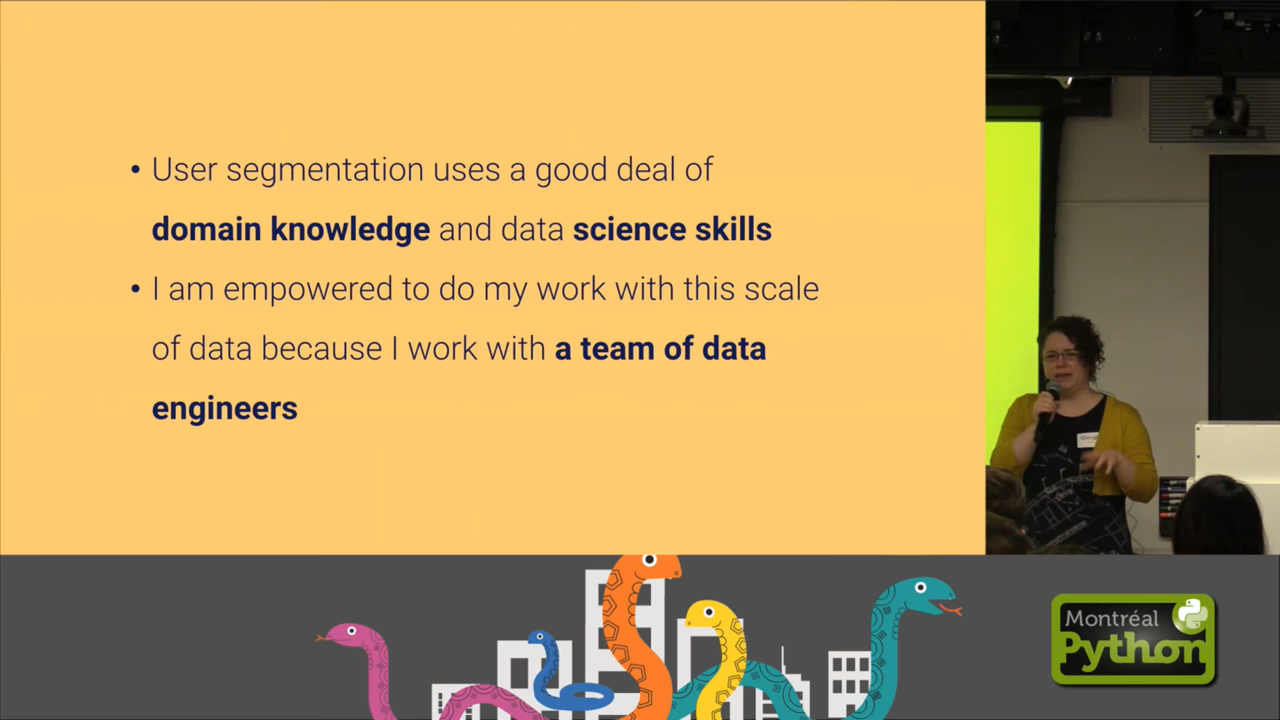 • User segmentation uses a good deal of
domain knowledge and data science skills
• I am empowered to do my work with this scale
of data because I work with a team of data
engineers
Montréal
Python